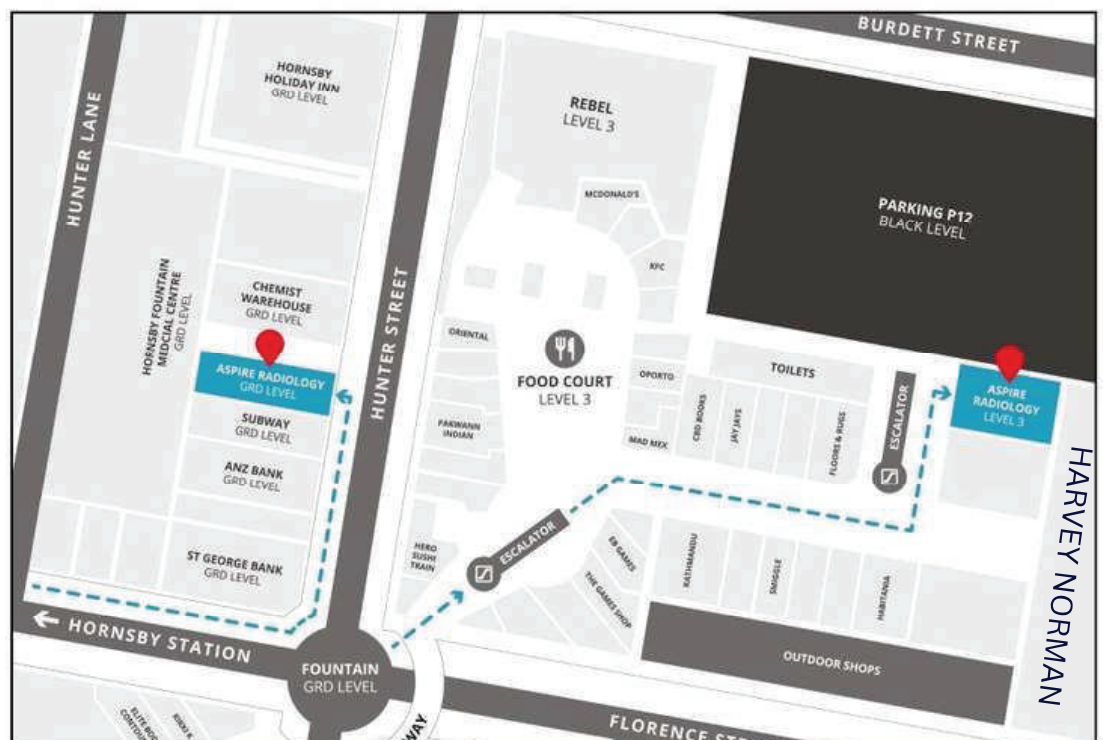 BURDETT STREET
HORNSBY
HOLIDAY INN
GRD LEVEL
REBEL
LEVEL 3
HUNTER LANE
MCDONALD'S
PARKING P12
BLACK LEVEL
KFC
HORNSBY FOUNTAIN
MEDCIAL CENTRE
GRD LEVEL
CHEMIST
WAREHOUSE
GRD LEVEL
HUNTER STREET
ORIENTAL
FOOD COURT
LEVEL 3
OPORTO
TOILETS
ASPIRE RADIOLOGY
GRD LEVEL
ESCALATOR
ASPIRE
RADIOLOGY
LEVEL 3
SUBWAY
GRD LEVEL
PAKWANN
INDIAN
MAD MEX
CBD BOOKS
JAY JAYS
FLOORS & RUGS
ANZ BANK
GRD LEVEL
HARVEY NORMAN
ST GEORGE BANK
GRD LEVEL
HERO
SUSHI
TRAIN
ESCALATOR
EB GAMES
THE GAMES SHOP
KATHMANDU
SMIGGLE
HABITANIA
HORNSBY STATION
FOUNTAIN
GRD LEVEL
OUTDOOR SHOPS
FLORENCE
WAY